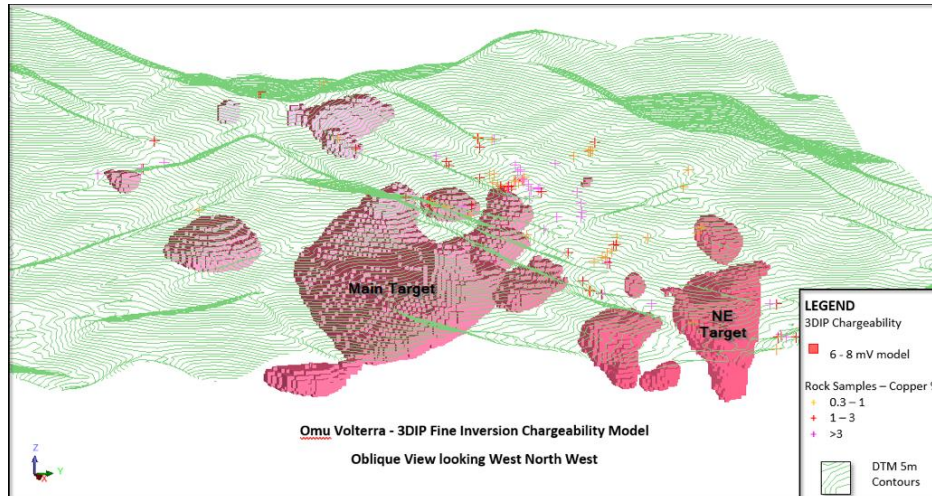 Main Target
NE
Target
LEGEND
3DIP Chargeability
6 - 8 mV model
Rock Samples – Copper
0.3 – 1
1 – 3
>3
DTM 5m
Contours
Omu Volterra - 3DIP Fine Inversion Chargeability Model
Oblique View looking West North West
Z
Y
X